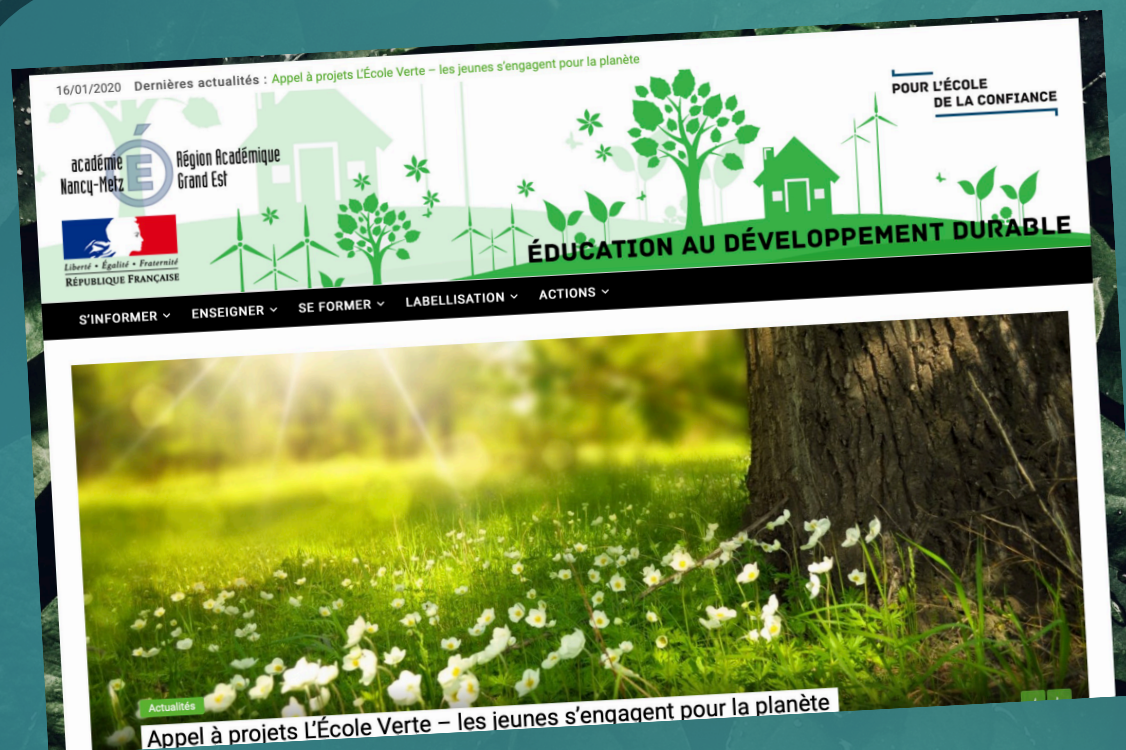 16/01/2020 Dernières actualités : Appel à projets L'École Verte – les jeunes s'engagent pour la planète
POUR L'ÉCOLE
DE LA CONFIANCE
académie
Nancy-Metz
É
Région Académique
Grand Est
Liberté • Égalité • Fraternité
RÉPUBLIQUE FRANÇAISE
ÉDUCATION AU DÉVELOPPEMENT DURABLE
S'INFORMER ENSEIGNER SE FORMER LABELLISATION ACTIONS
Actualités
Appel à projets L'École Verte – les jeunes s'engagent pour la planète